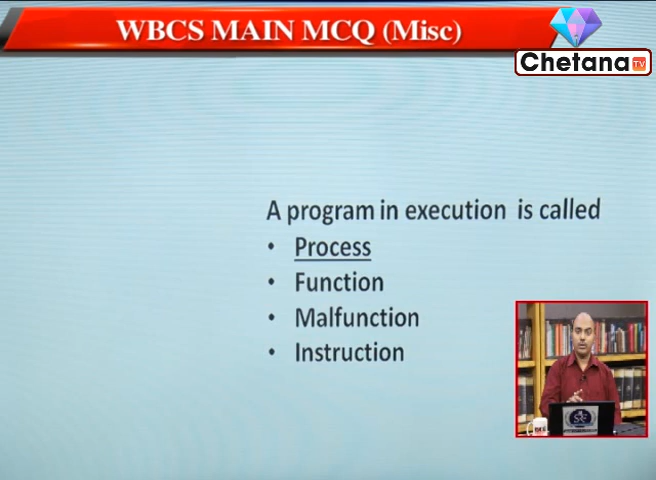 WBCS MAIN MCQ (Misc)
Chetana TV
A program in execution is called
• Process
• Function
• Malfunction
• Instruction